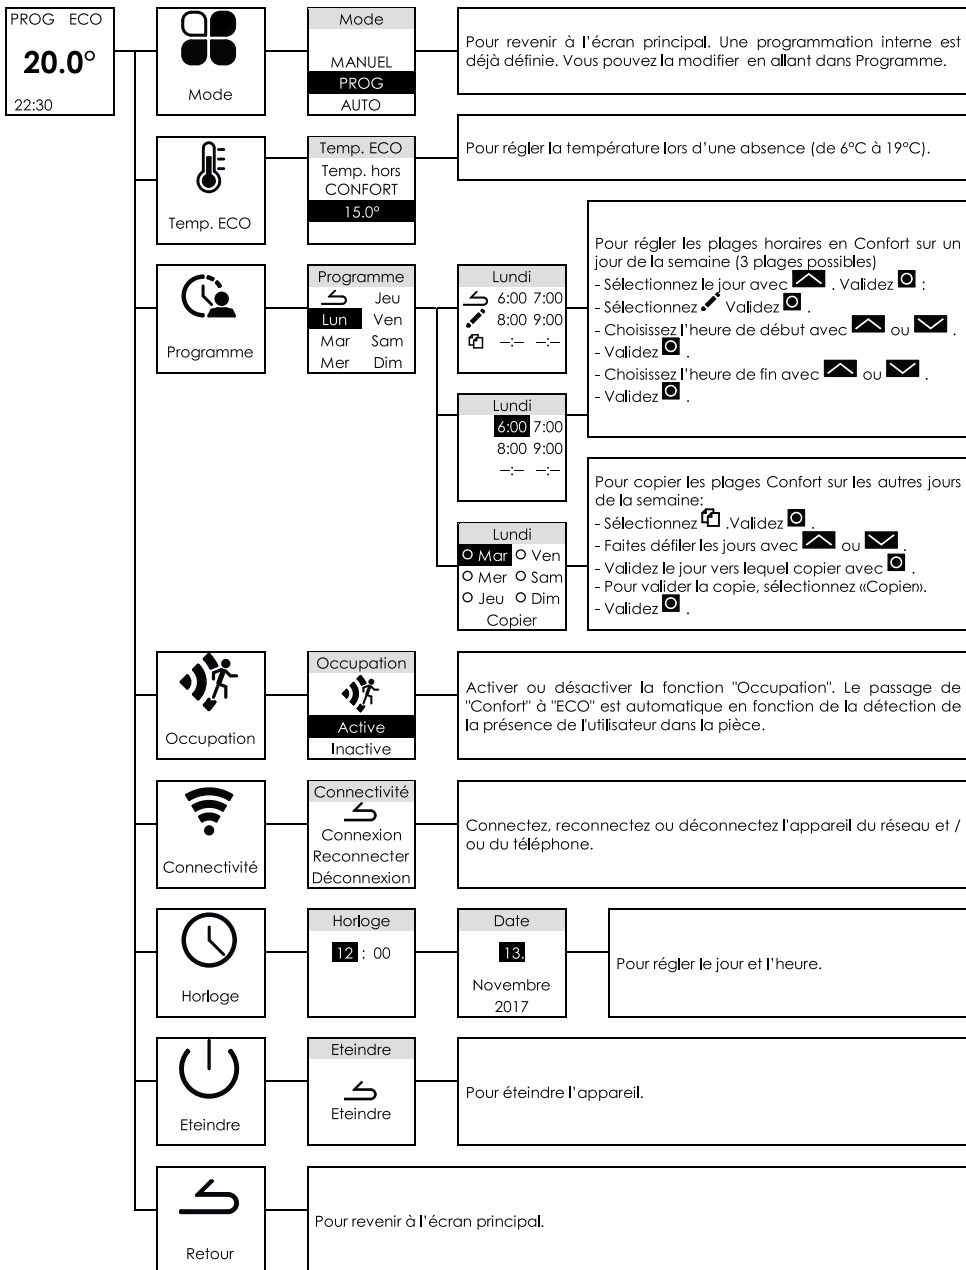 PROG ECO
20.0°
22:30
Mode
Mode
MANUEL
PROG
AUTO
Pour revenir à l'écran principal. Une programmation interne est
déjà définie. Vous pouvez la modifier en allant dans Programme.
Temp. ECO
Temp. ECO
Temp. hors
CONFORT
15.0°
Pour régler la température lors d'une absence (de 6°C à 19°C).
Programme
Programme
Jeu
Lun Ven
Mar Sam
Mer Dim
Lundi
6:00 7:00
8:00 9:00
–:– –:–
Lundi
6:00 7:00
8:00 9:00
–:– –:–
Pour régler les plages horaires en Confort sur un
jour de la semaine (3 plages possibles)
- Sélectionnez le jour avec . Validez :
- Sélectionnez Validez .
- Choisissez l'heure de début avec ou .
- Validez .
- Choisissez l'heure de fin avec ou .
- Validez .
Lundi
Mar Ven
Mer Sam
Jeu Dim
Copier
Pour copier les plages Confort sur les autres jours
de la semaine:
- Sélectionnez .Validez .
- Faites défiler les jours avec ou .
- Validez le jour vers lequel copier avec .
- Pour valider la copie, sélectionnez «Copier».
- Validez .
Occupation
Occupation
Active
Inactive
Activer ou désactiver la fonction "Occupation". Le passage de
"Confort" à "ECO" est automatique en fonction de la détection de
la présence de l'utilisateur dans la pièce.
Connectivité
Connectivité
Connexion
Reconnecter
Déconnexion
Connectez, reconnectez ou déconnectez l'appareil du réseau et /
ou du téléphone.
Horloge
Horloge
12 : 00
Date
13.
Novembre
2017
Pour régler le jour et l'heure.
Eteindre
Eteindre
Eteindre
Pour éteindre l'appareil.
Retour
Pour revenir à l'écran principal.